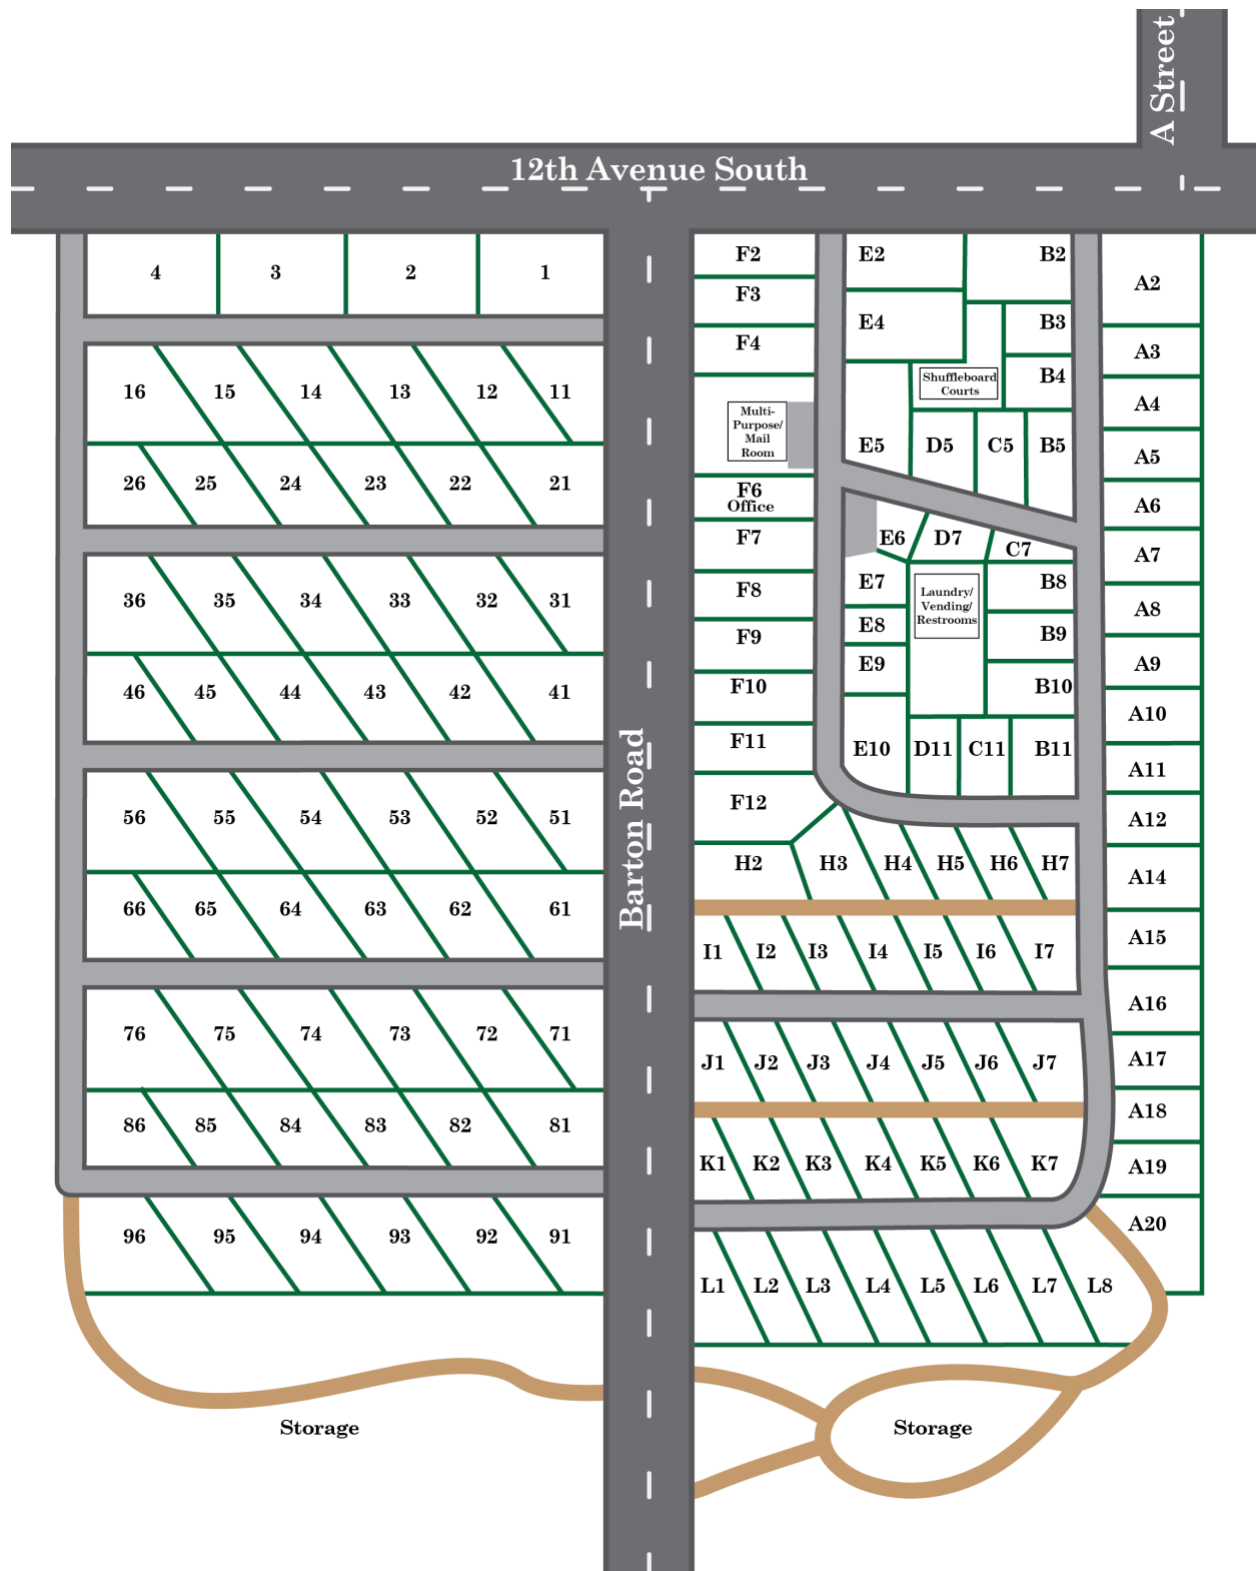 A Street
12th Avenue South
4 3 2 1
16 15 14 13 12 11
26 25 24 23 22 21
36 35 34 33 32 31
46 45 44 43 42 41
56 55 54 53 52 51
66 65 64 63 62 61
76 75 74 73 72 71
86 85 84 83 82 81
96 95 94 93 92 91
Storage
Barton Road
F2
F3
F4
Multi-
Purpose/
Mail
Room
F6
Office
F7
F8
F9
F10
F11
F12
E2 B2
E4 B3
Shuffleboard
Courts
B4
E5 D5 C5 B5
E6 D7 C7
E7 B8
Laundry/
Vending/
Restrooms
E8 B9
E9 B10
E10 D11 C11 B11
H2 H3 H4 H5 H6 H7
I1 I2 I3 I4 I5 I6 I7
J1 J2 J3 J4 J5 J6 J7
K1 K2 K3 K4 K5 K6 K7
L1 L2 L3 L4 L5 L6 L7 L8
Storage
A2
A3
A4
A5
A6
A7
A8
A9
A10
A11
A12
A14
A15
A16
A17
A18
A19
A20